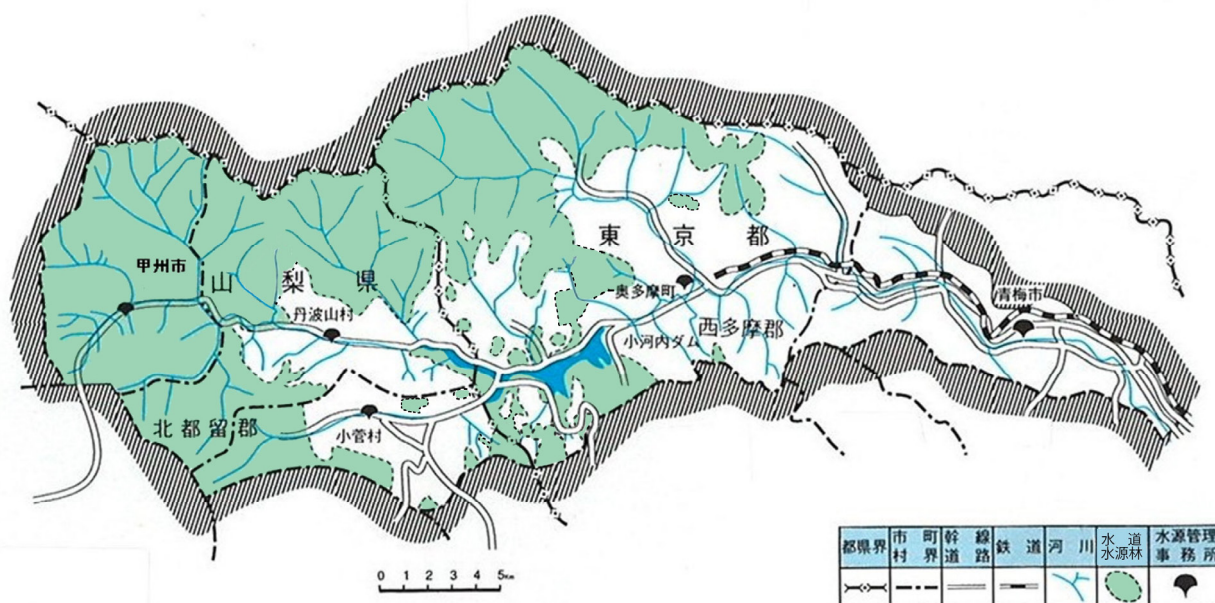 東京都
甲州市
山梨県
奥多摩町
青梅市
丹波山村
西多摩郡
小河内ダム
北都留郡
小菅村
0 1 2 3 4 5Km
都県界
市町村界
幹線道路
鉄道
河川
水道水源林
水源管理事務所